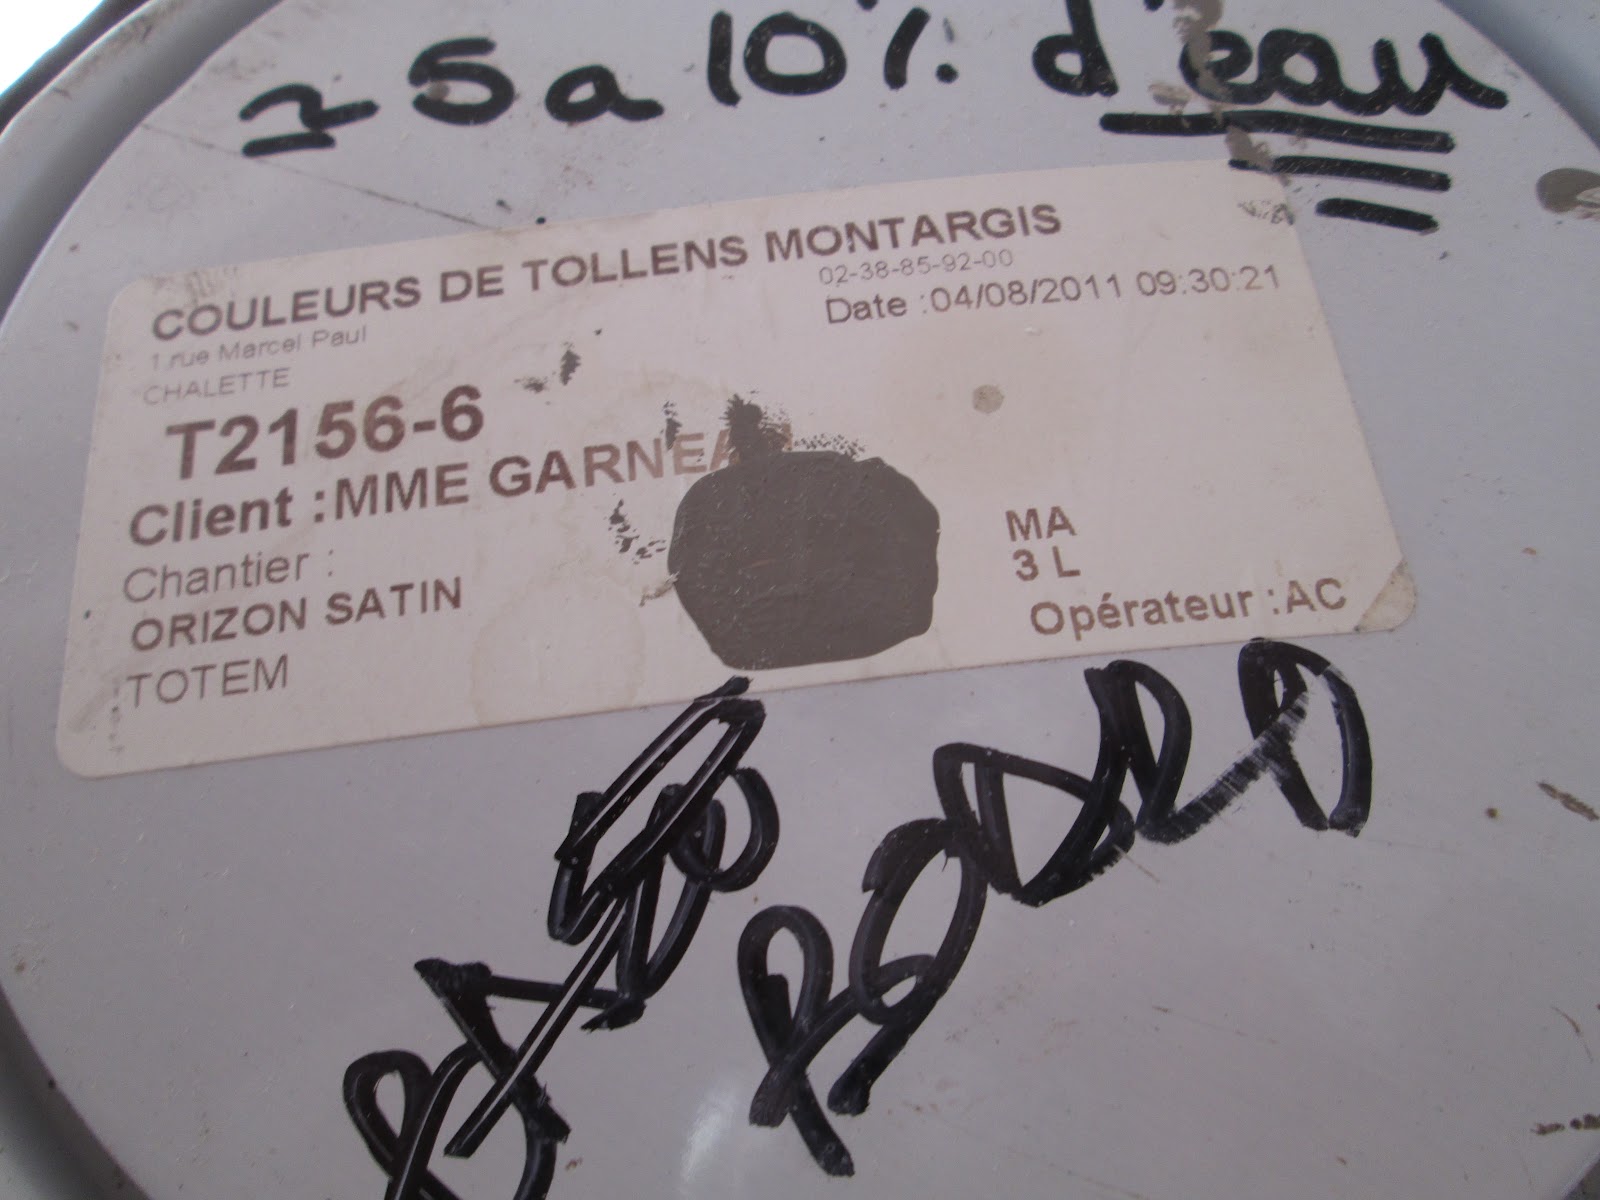 ≃ 5 a 10% d'eau
COULEURS DE TOLLENS MONTARGIS
1 rue Marcel Paul 02-38-85-92-00
CHALETTE Date :04/08/2011 09:30:21
T2156-6
Client :MME
Chantier : MA
ORIZON SATIN 3 L
TOTEM Opérateur :AC